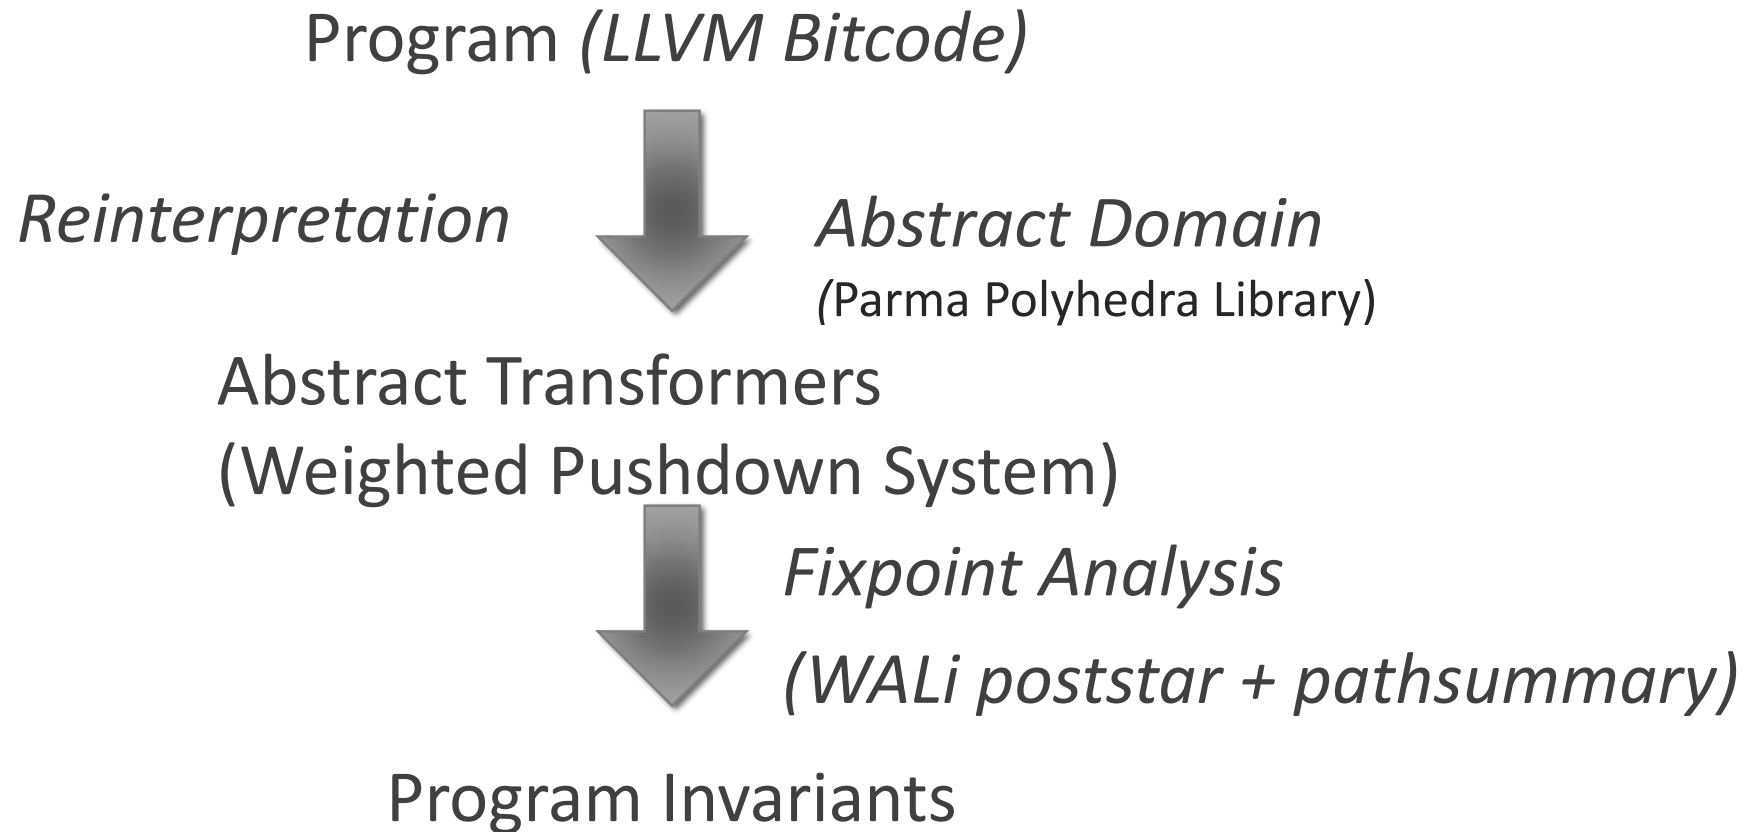 Program (LLVM Bitcode)
Reinterpretation
Abstract Domain
(Parma Polyhedra Library)
Abstract Transformers
(Weighted Pushdown System)
Fixpoint Analysis
(WALi poststar + pathsummary)
Program Invariants